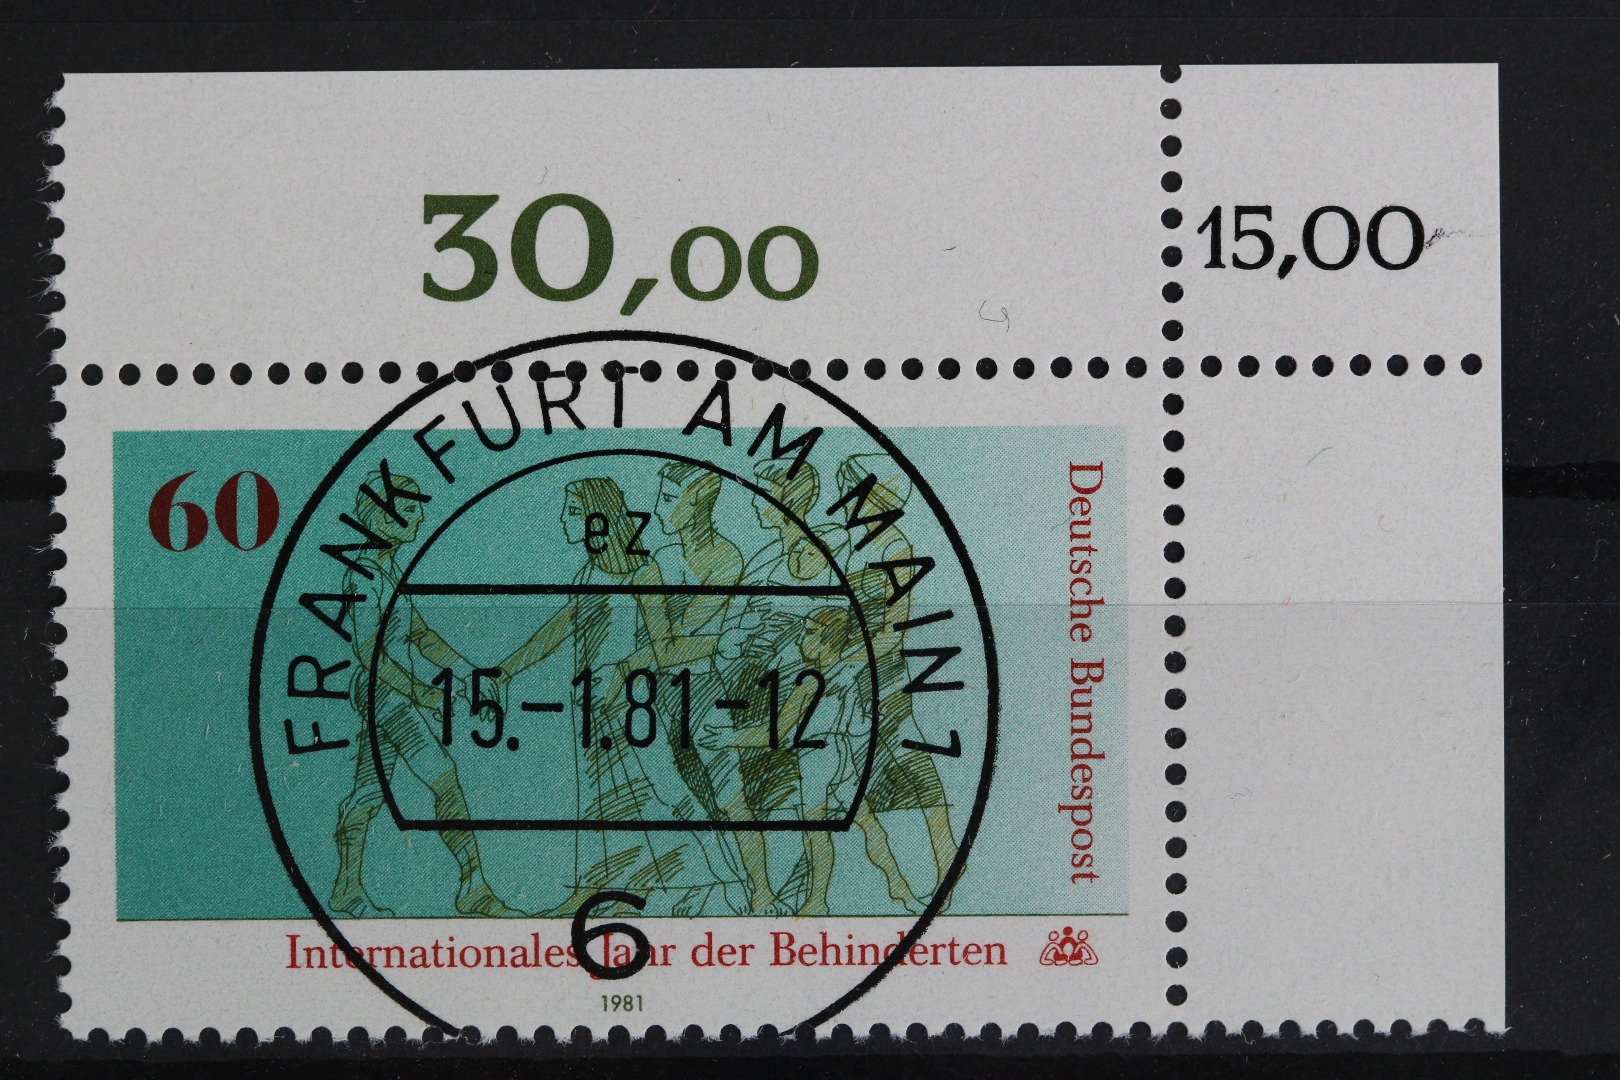 30,00
15,00
60
FRANKFURT AM MAIN 1
ez
15.-1.81-12
6
Deutsche Bundespost
Internationales Jahr der Behinderten
1981